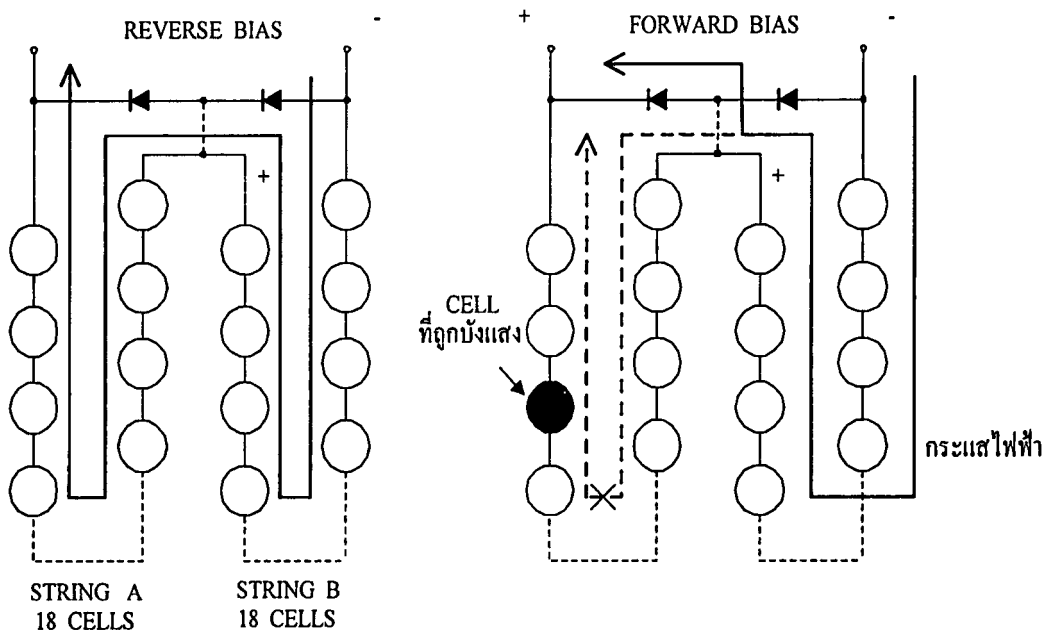 REVERSE BIAS
-
+
STRING A
18 CELLS
STRING B
18 CELLS
+
FORWARD BIAS
-
+
CELL
ที่ถูกบังแสง
กระแสไฟฟ้า